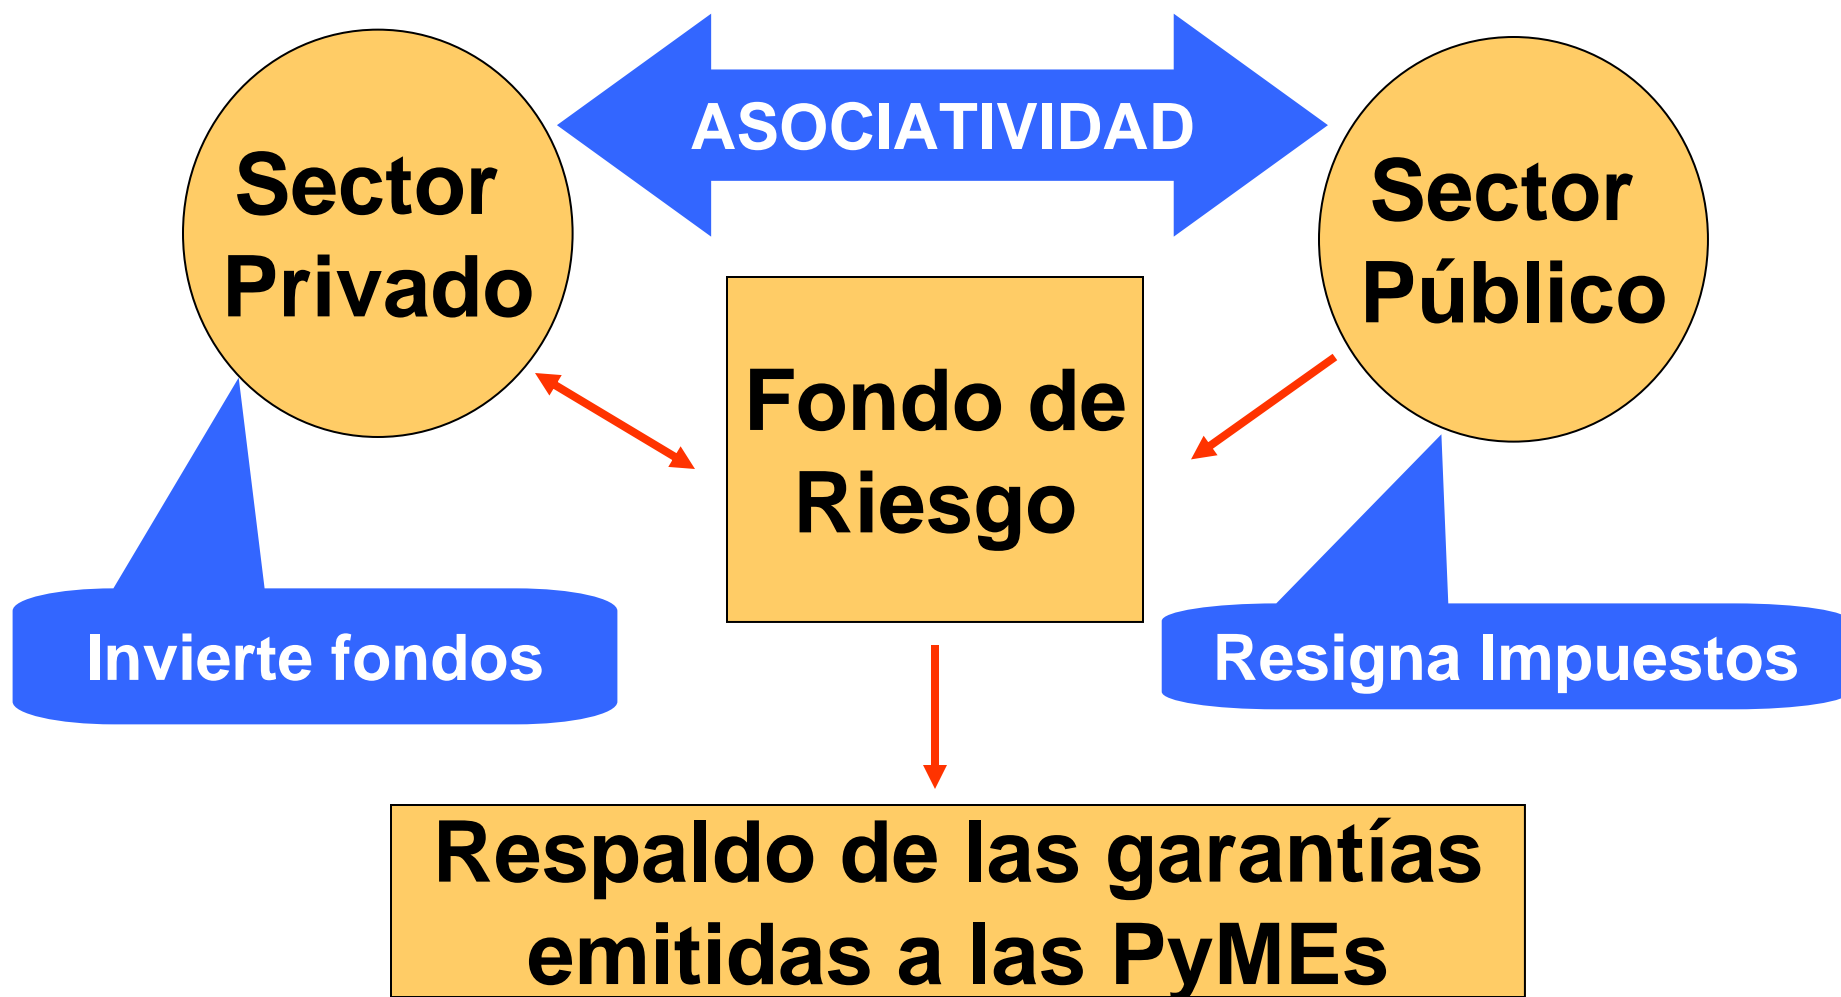 ASOCIATIVIDAD
Sector
Privado
Sector
Público
Fondo de
Riesgo
Invierte fondos
Resigna Impuestos
Respaldo de las garantías
emitidas a las PyMEs